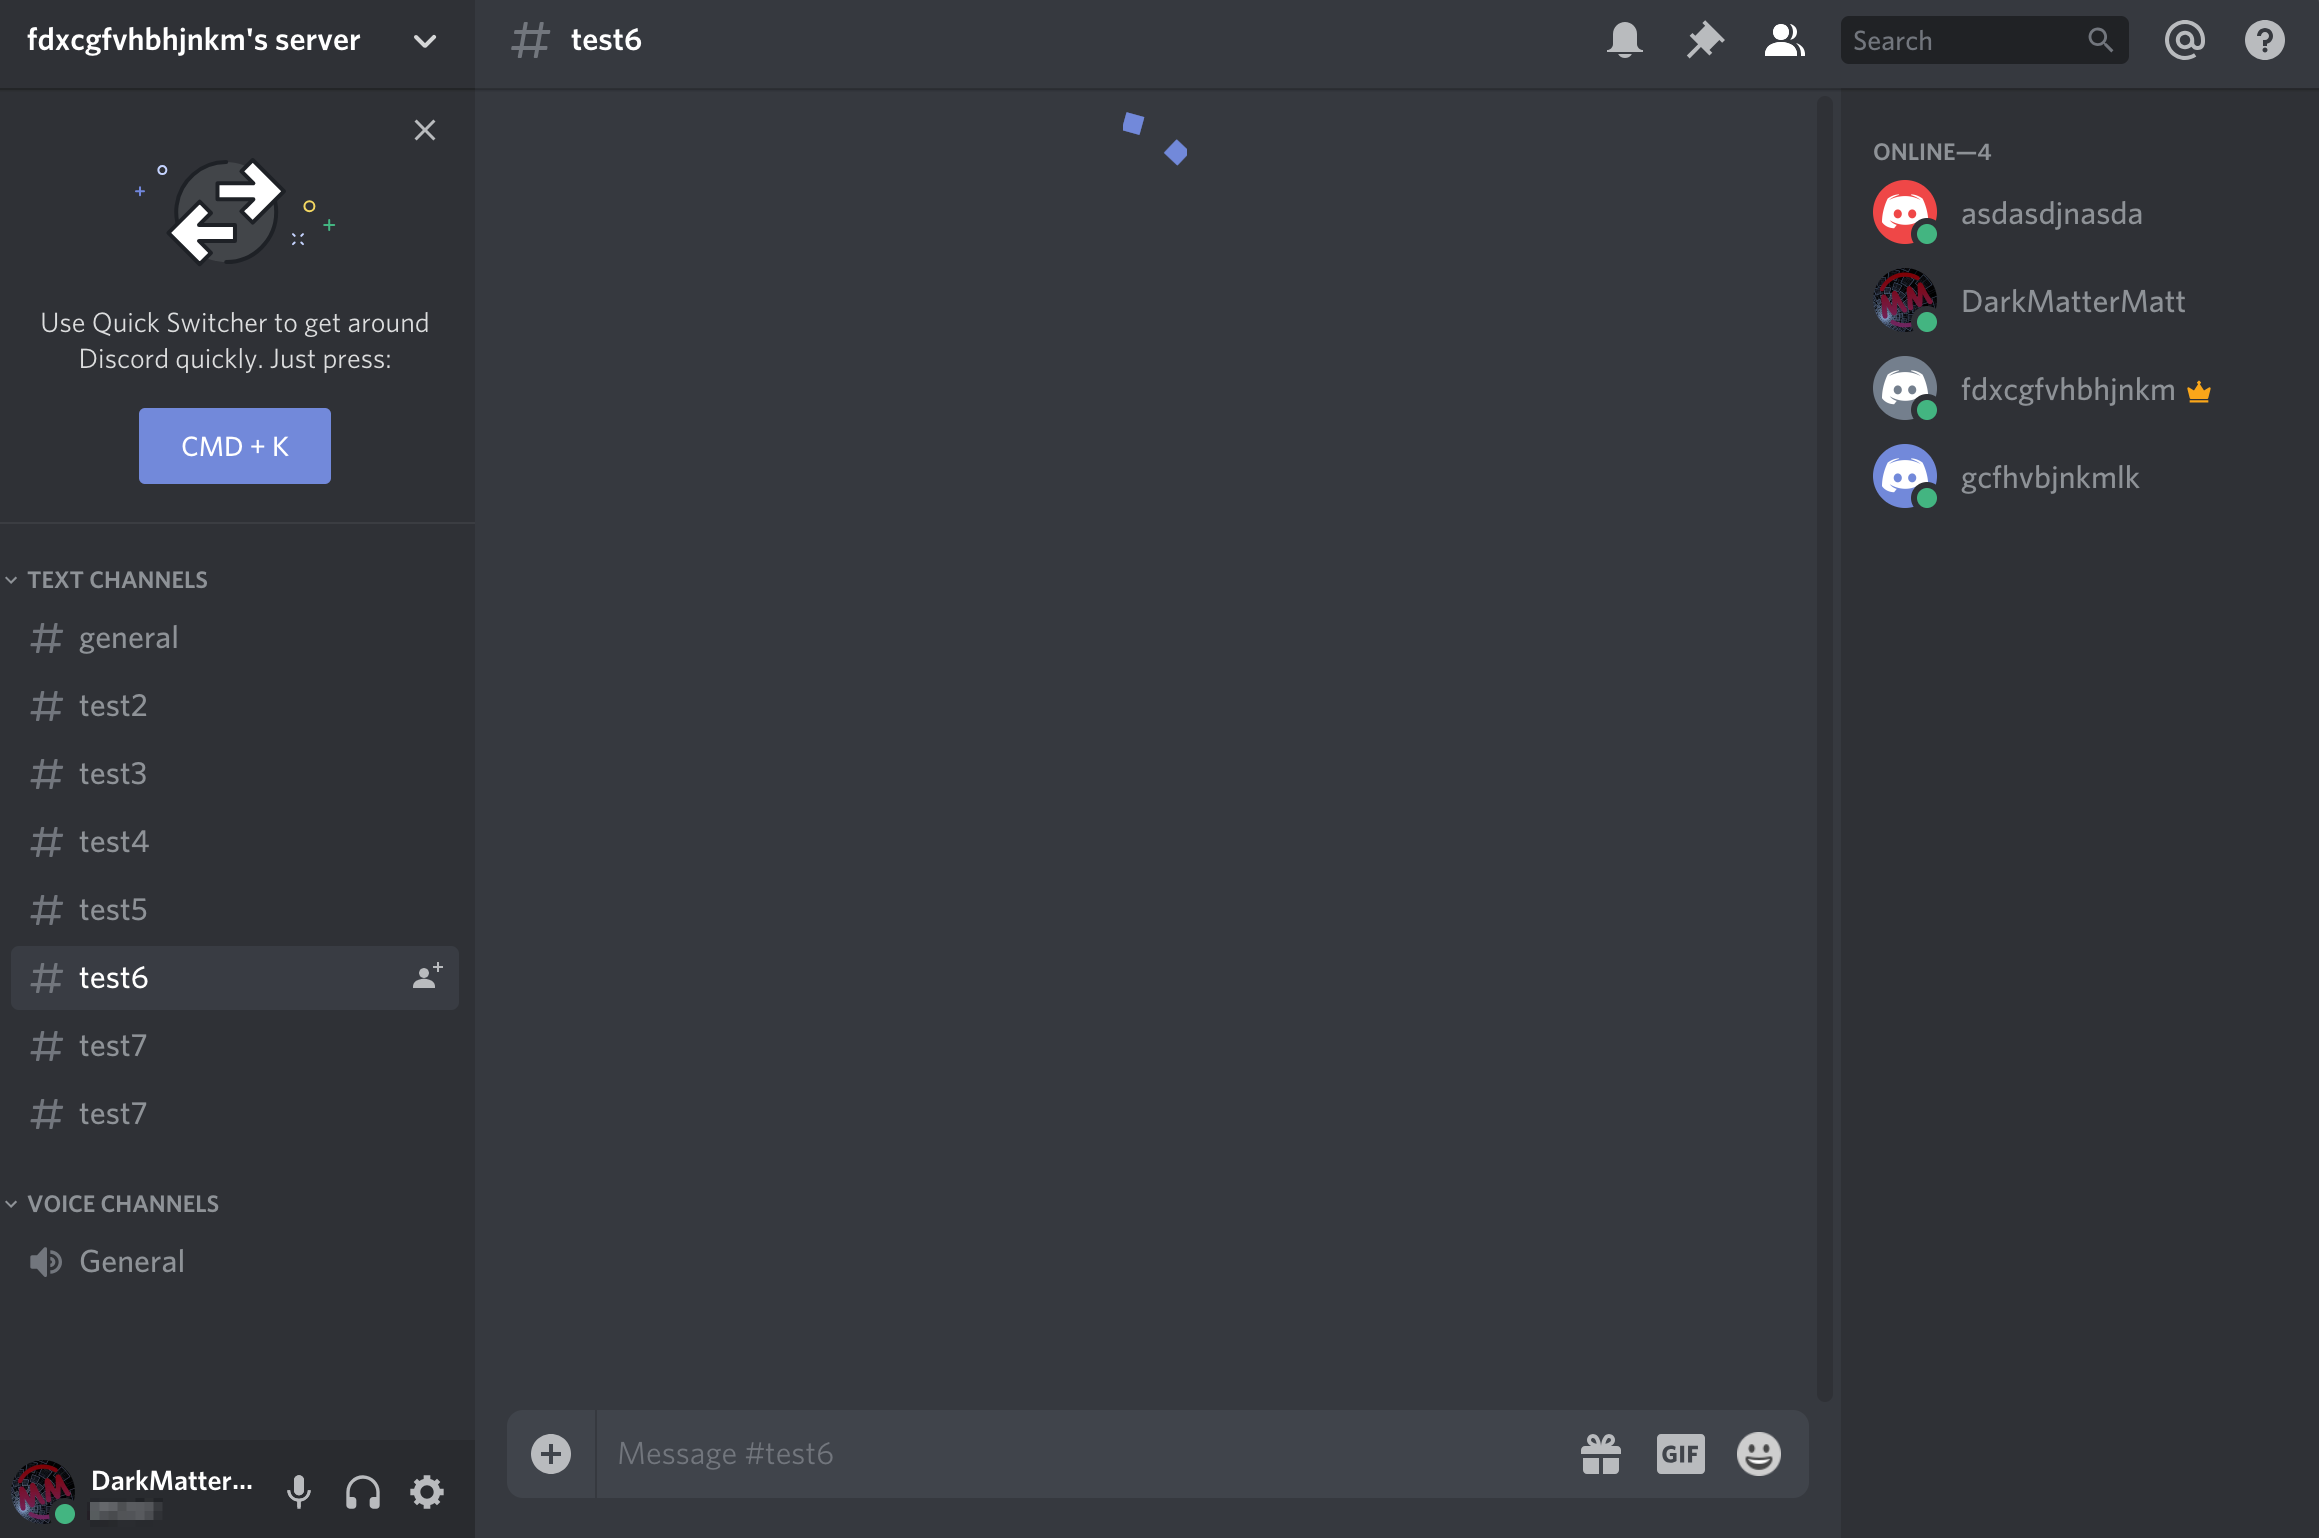 fdxcgfvhbhjnkm's server
test6
Search
Use Quick Switcher to get around
Discord quickly. Just press:
CMD + K
TEXT CHANNELS
general
test2
test3
test4
test5
test6
test7
test7
VOICE CHANNELS
General
DarkMatter...
Message #test6
GIF
ONLINE—4
asdasdjnasda
DarkMatterMatt
fdxcgfvhbhjnkm
gcfhvbjnkmlk